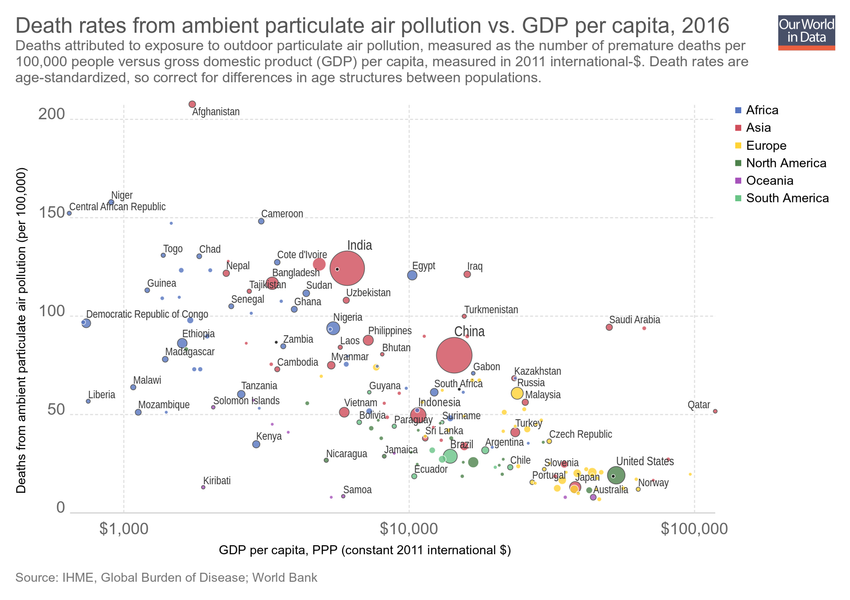 Death rates from ambient particulate air pollution vs. GDP per capita, 2016
Our World
in Data
Deaths attributed to exposure to outdoor particulate air pollution, measured as the number of premature deaths per
100,000 people versus gross domestic product (GDP) per capita, measured in 2011 international-$. Death rates are
age-standardized, so correct for differences in age structures between populations.
Deaths from ambient particulate air pollution (per 100,000)
200
150
100
50
0
Afghanistan
Niger
Central African Republic
Cameroon
Togo
Chad
Cote d'Ivoire
India
Nepal
Bangladesh
Egypt
Iraq
Guinea
Tajikistan
Sudan
Uzbekistan
Senegal
Ghana
Democratic Republic of Congo
Nigeria
Turkmenistan
Saudi Arabia
Ethiopia
Zambia
Laos
Philippines
China
Madagascar
Cambodia
Myanmar
Bhutan
Gabon
Kazakhstan
Malawi
Tanzania
Guyana
South Africa
Russia
Liberia
Mozambique
Solomon Islands
Vietnam
Indonesia
Malaysia
Qatar
Bolivia
Paraguay
Suriname
Kenya
Sri Lanka
Turkey
Czech Republic
Nicaragua
Jamaica
Brazil
Argentina
Ecuador
Chile
Slovenia
United States
Kiribati
Samoa
Portugal
Japan
Australia
Norway
$1,000
$10,000
$100,000
GDP per capita, PPP (constant 2011 international $)
Africa
Asia
Europe
North America
Oceania
South America
Source: IHME, Global Burden of Disease; World Bank